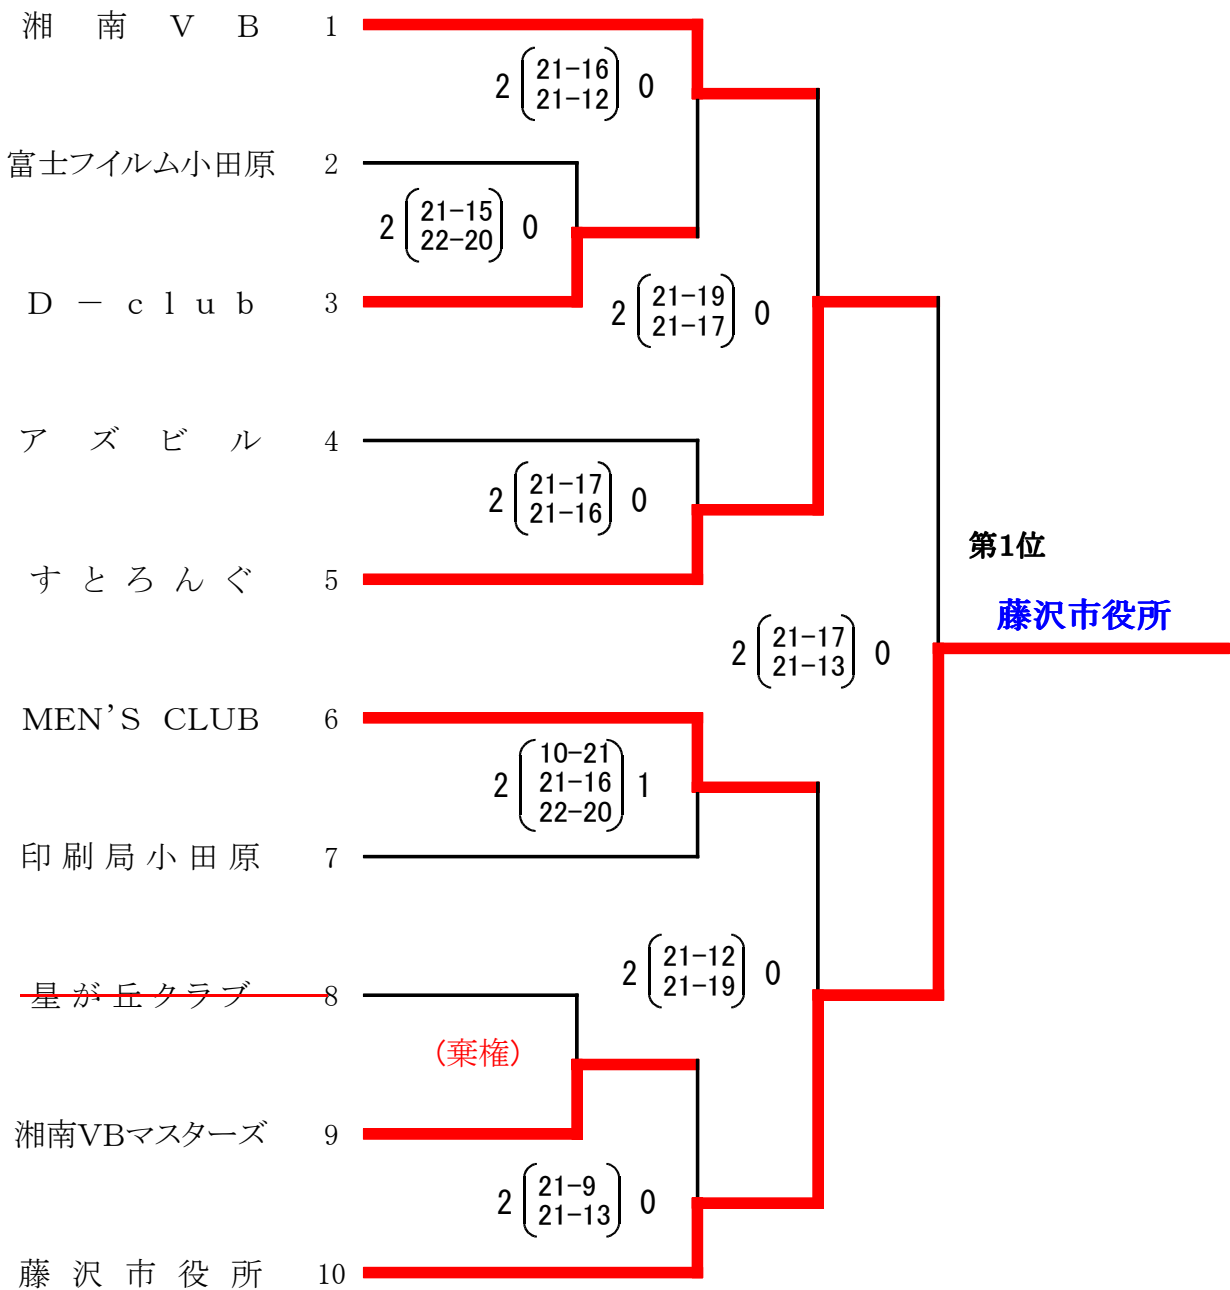 湘南VB 1
2 21-16 0
21-12
富士フイルム小田原 2
2 21-15 0
22-20
D－club 3
2 21-19 0
21-17
アズビル 4
2 21-17 0
21-16
第1位
すとろんぐ 5
藤沢市役所
2 21-17 0
21-13
MEN'S CLUB 6
10-21
2 21-16 1
22-20
印刷局小田原 7
2 21-12 0
21-19
星が丘クラブ 8
(棄権)
湘南VBマスターズ 9
2 21-9 0
21-13
藤沢市役所 10